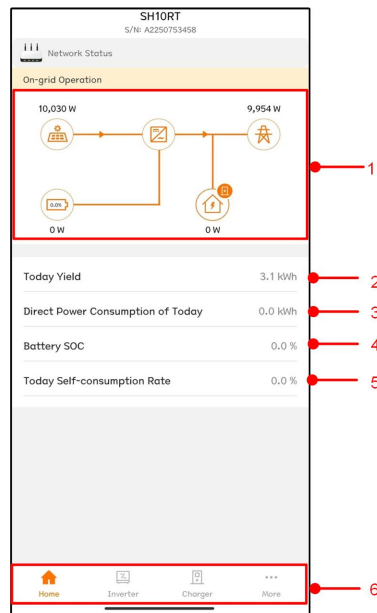 SH10RT
S/N: A2250753458
Network Status
On-grid Operation
10,030 W
9,954 W
1
0.0%
0 W
0 W
Today Yield 3.1 kWh 2
Direct Power Consumption of Today 0.0 kWh 3
Battery SOC 0.0 % 4
Today Self-consumption Rate 0.0 % 5
Home Inverter Charger More 6